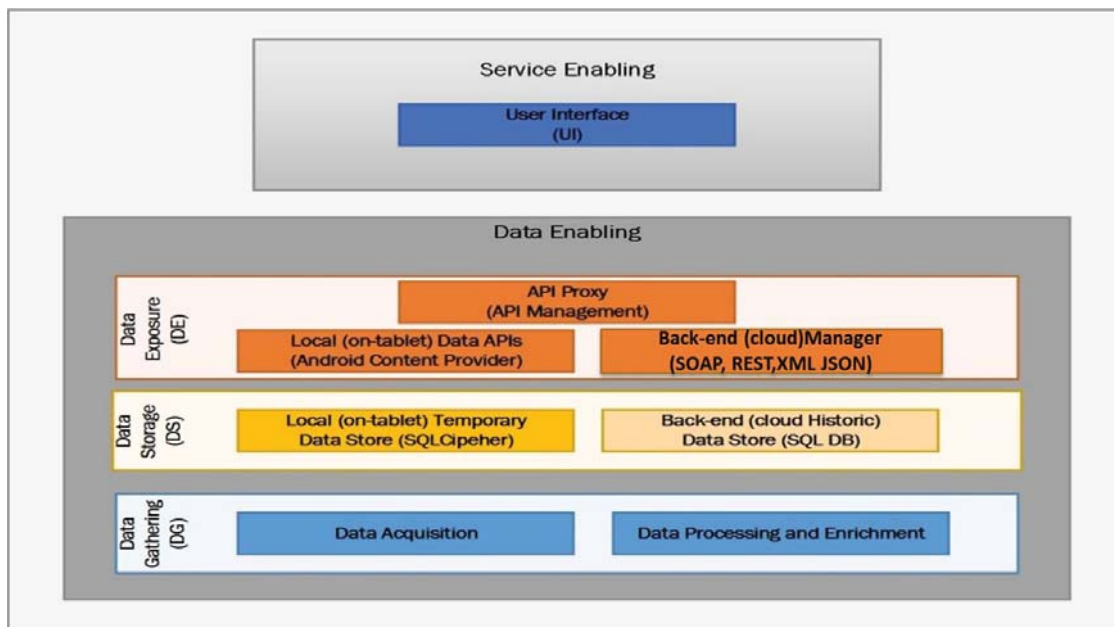 Service Enabling
User Interface
(UI)
Data Enabling
Data
Exposure
(DE)
API Proxy
(API Management)
Local (on-tablet) Data APIs
(Android Content Provider)
Back-end (cloud)Manager
(SOAP, REST,XML JSON)
Data
Storage
(DS)
Local (on-tablet) Temporary
Data Store (SQLCipeher)
Back-end (cloud Historic)
Data Store (SQL DB)
Data
Gathering
(DG)
Data Acquisition
Data Processing and Enrichment